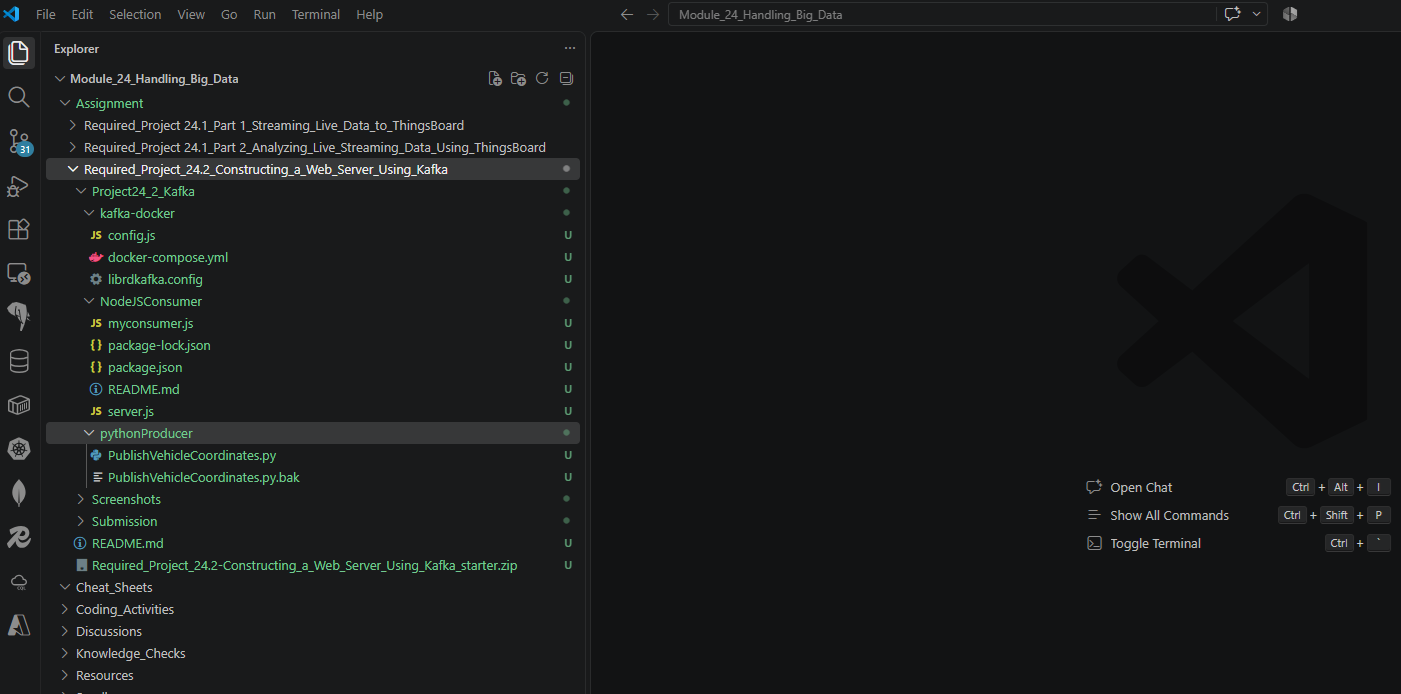 File Edit Selection View Go Run Terminal Help
Module_24_Handling_Big_Data
Explorer
Module_24_Handling_Big_Data
Assignment
Required_Project 24.1_Part 1_Streaming_Live_Data_to_ThingsBoard
Required_Project 24.1_Part 2_Analyzing_Live_Streaming_Data_Using_ThingsBoard
31
Required_Project_24.2_Constructing_a_Web_Server_Using_Kafka
Project24_2_Kafka
kafka-docker
JS config.js U
docker-compose.yml U
librdkafka.config U
NodeJSConsumer
JS myconsumer.js U
{} package-lock.json U
{} package.json U
README.md U
JS server.js U
pythonProducer
PublishVehicleCoordinates.py U
PublishVehicleCoordinates.py.bak U
Screenshots
Submission
README.md U
Required_Project_24.2-Constructing_a_Web_Server_Using_Kafka_starter.zip U
Cheat_Sheets
Coding_Activities
Discussions
Knowledge_Checks
Resources
Open Chat Ctrl + Alt + I
Show All Commands Ctrl + Shift + P
Toggle Terminal Ctrl + `